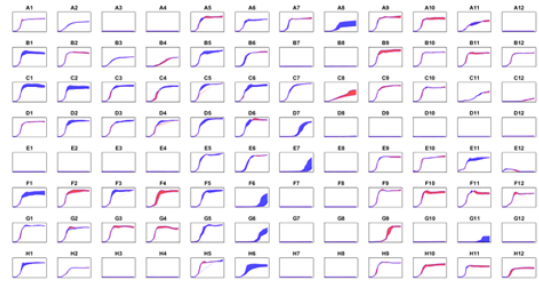 A1 A2 A3 A4 A5 A6 A7 A8 A9 A10 A11 A12
B1 B2 B3 B4 B5 B6 B7 B8 B9 B10 B11 B12
C1 C2 C3 C4 C5 C6 C7 C8 C9 C10 C11 C12
D1 D2 D3 D4 D5 D6 D7 D8 D9 D10 D11 D12
E1 E2 E3 E4 E5 E6 E7 E8 E9 E10 E11 E12
F1 F2 F3 F4 F5 F6 F7 F8 F9 F10 F11 F12
G1 G2 G3 G4 G5 G6 G7 G8 G9 G10 G11 G12
H1 H2 H3 H4 H5 H6 H7 H8 H9 H10 H11 H12